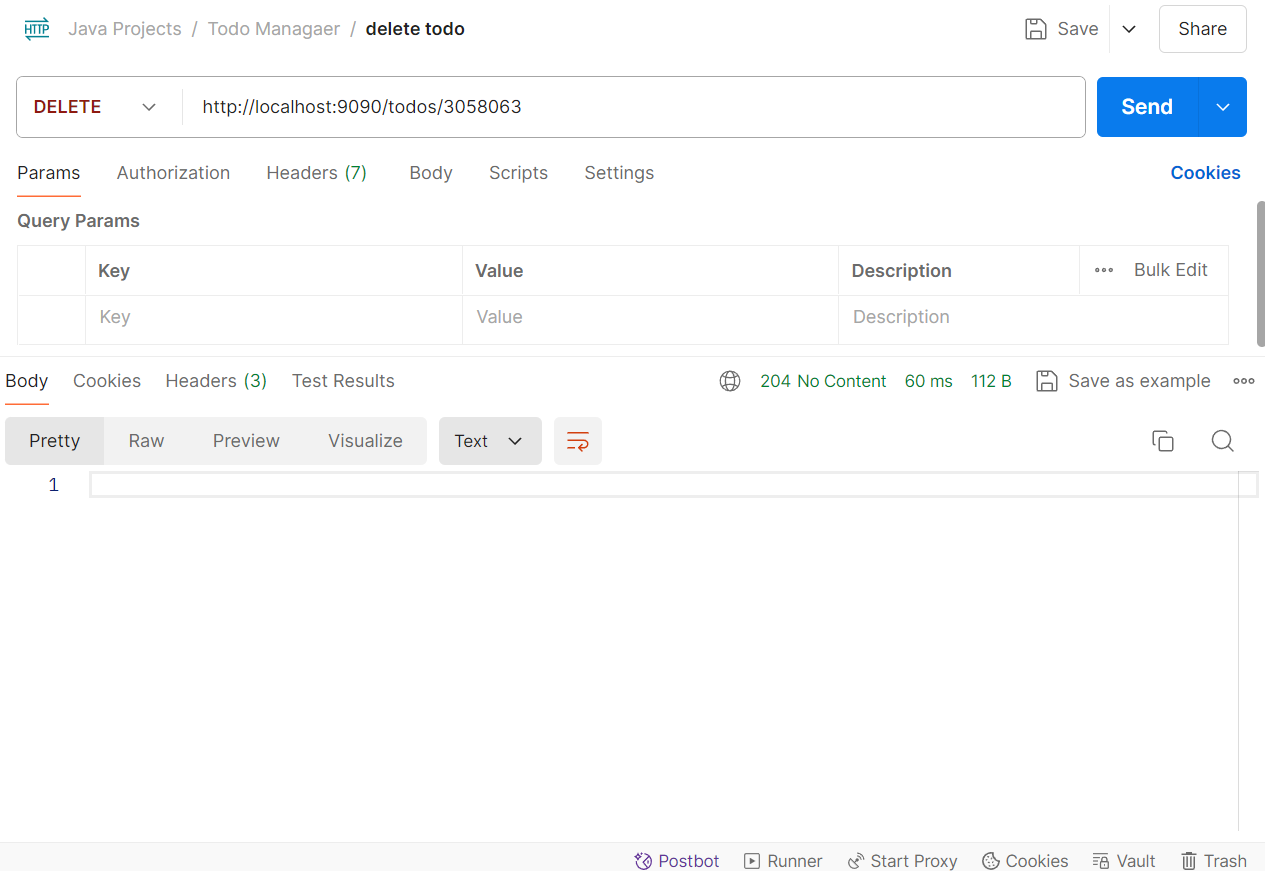 HTTP Java Projects / Todo Managaer / delete todo Save Share
DELETE http://localhost:9090/todos/3058063 Send
Params Authorization Headers (7) Body Scripts Settings Cookies
Query Params
Key Value Description Bulk Edit
Key Value Description
Body Cookies Headers (3) Test Results 204 No Content 60 ms 112 B Save as example
Pretty Raw Preview Visualize Text
1
Postbot Runner Start Proxy Cookies Vault Trash